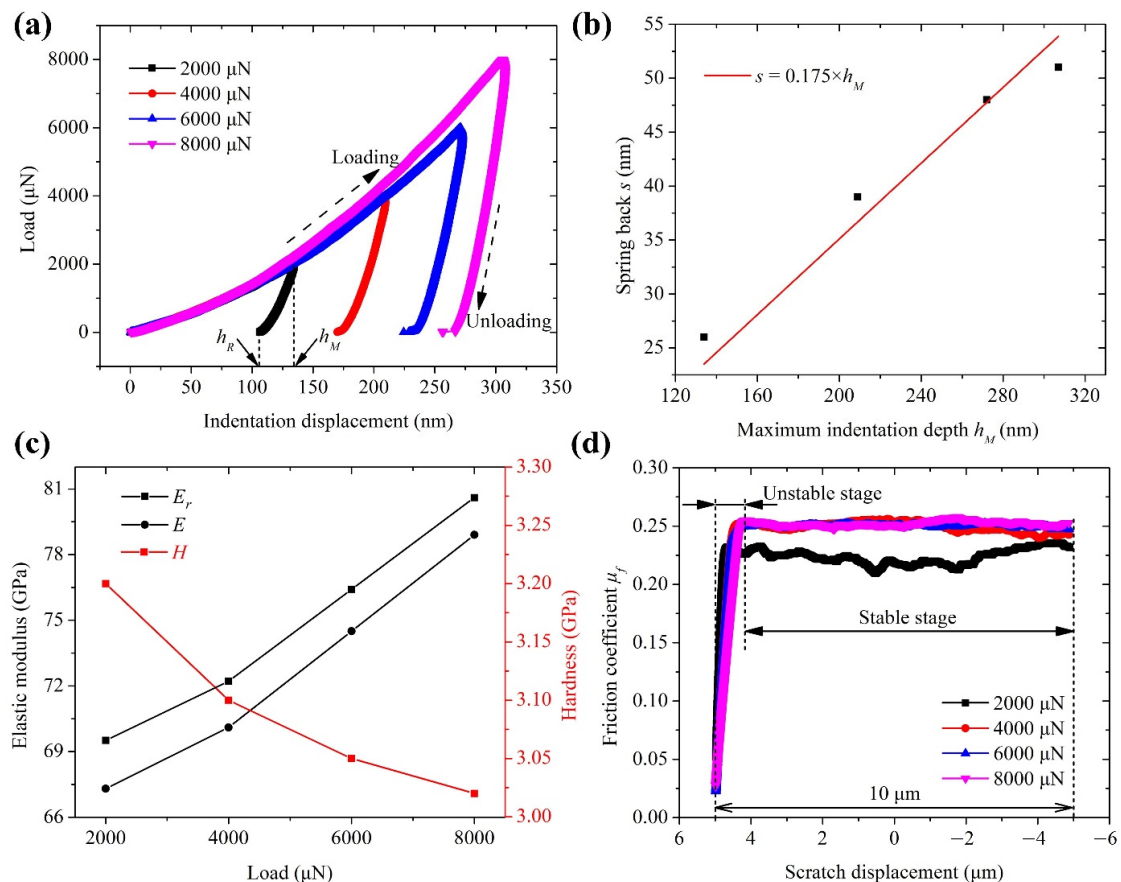 (a)
8000
6000
4000
2000
0
Load (μN)
2000 μN
4000 μN
6000 μN
8000 μN
Loading
Unloading
h_R
h_M
0 50 100 150 200 250 300 350
Indentation displacement (nm)
(b)
55
50
45
40
35
30
25
Spring back s (nm)
s = 0.175×h_M
120 160 200 240 280 320
Maximum indentation depth h_M (nm)
(c)
81
78
75
72
69
66
Elastic modulus (GPa)
E_r
E
H
3.30
3.25
3.20
3.15
3.10
3.05
3.00
Hardness (GPa)
2000 4000 6000 8000
Load (μN)
(d)
0.30
0.25
0.20
0.15
0.10
0.05
0.00
Friction coefficient μ_f
Unstable stage
Stable stage
2000 μN
4000 μN
6000 μN
8000 μN
10 μm
6 4 2 0 −2 −4 −6
Scratch displacement (μm)